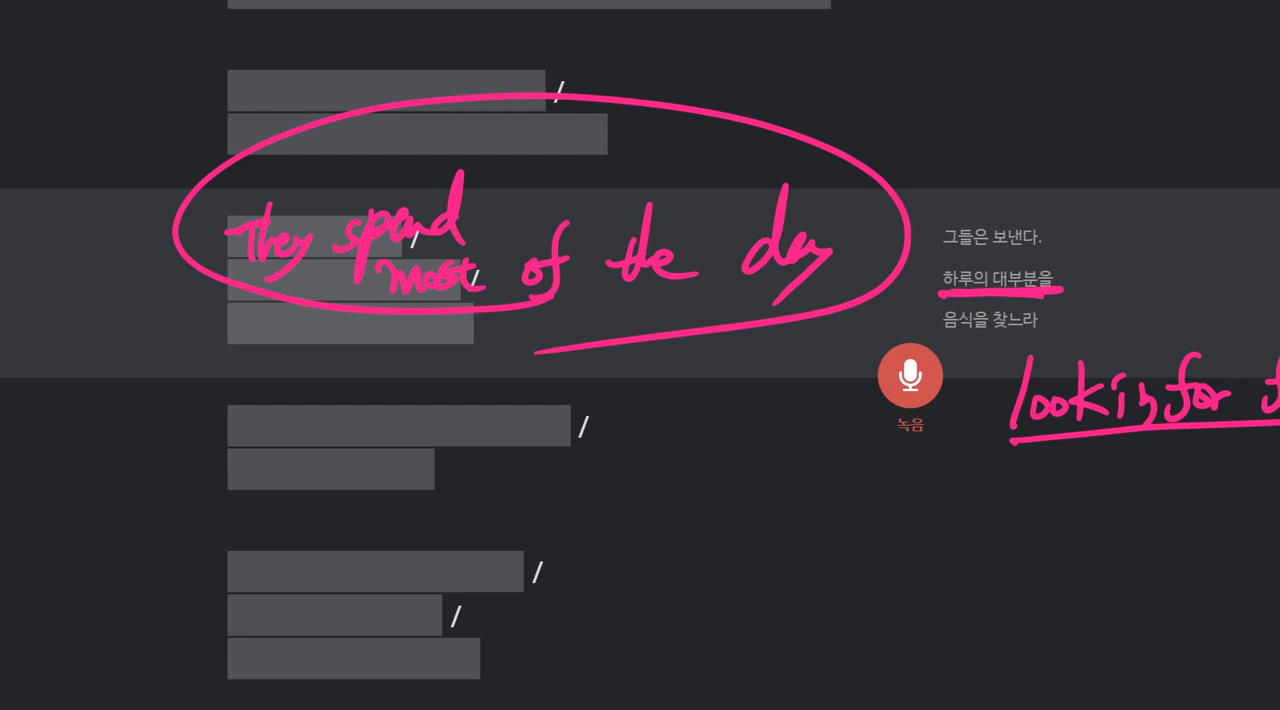 /
They spend /
most / of the day
그들은 보낸다.
하루의 대부분을
음식을 찾느라
녹음
looking for
/
/
/